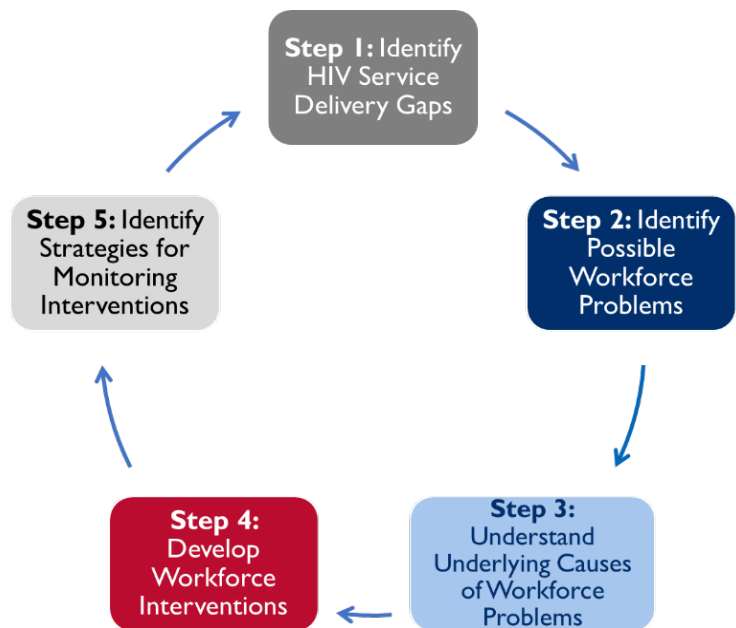 Step 1: Identify
HIV Service
Delivery Gaps
Step 2: Identify
Possible
Workforce
Problems
Step 3:
Understand
Underlying Causes
of Workforce
Problems
Step 4:
Develop
Workforce
Interventions
Step 5: Identify
Strategies for
Monitoring
Interventions